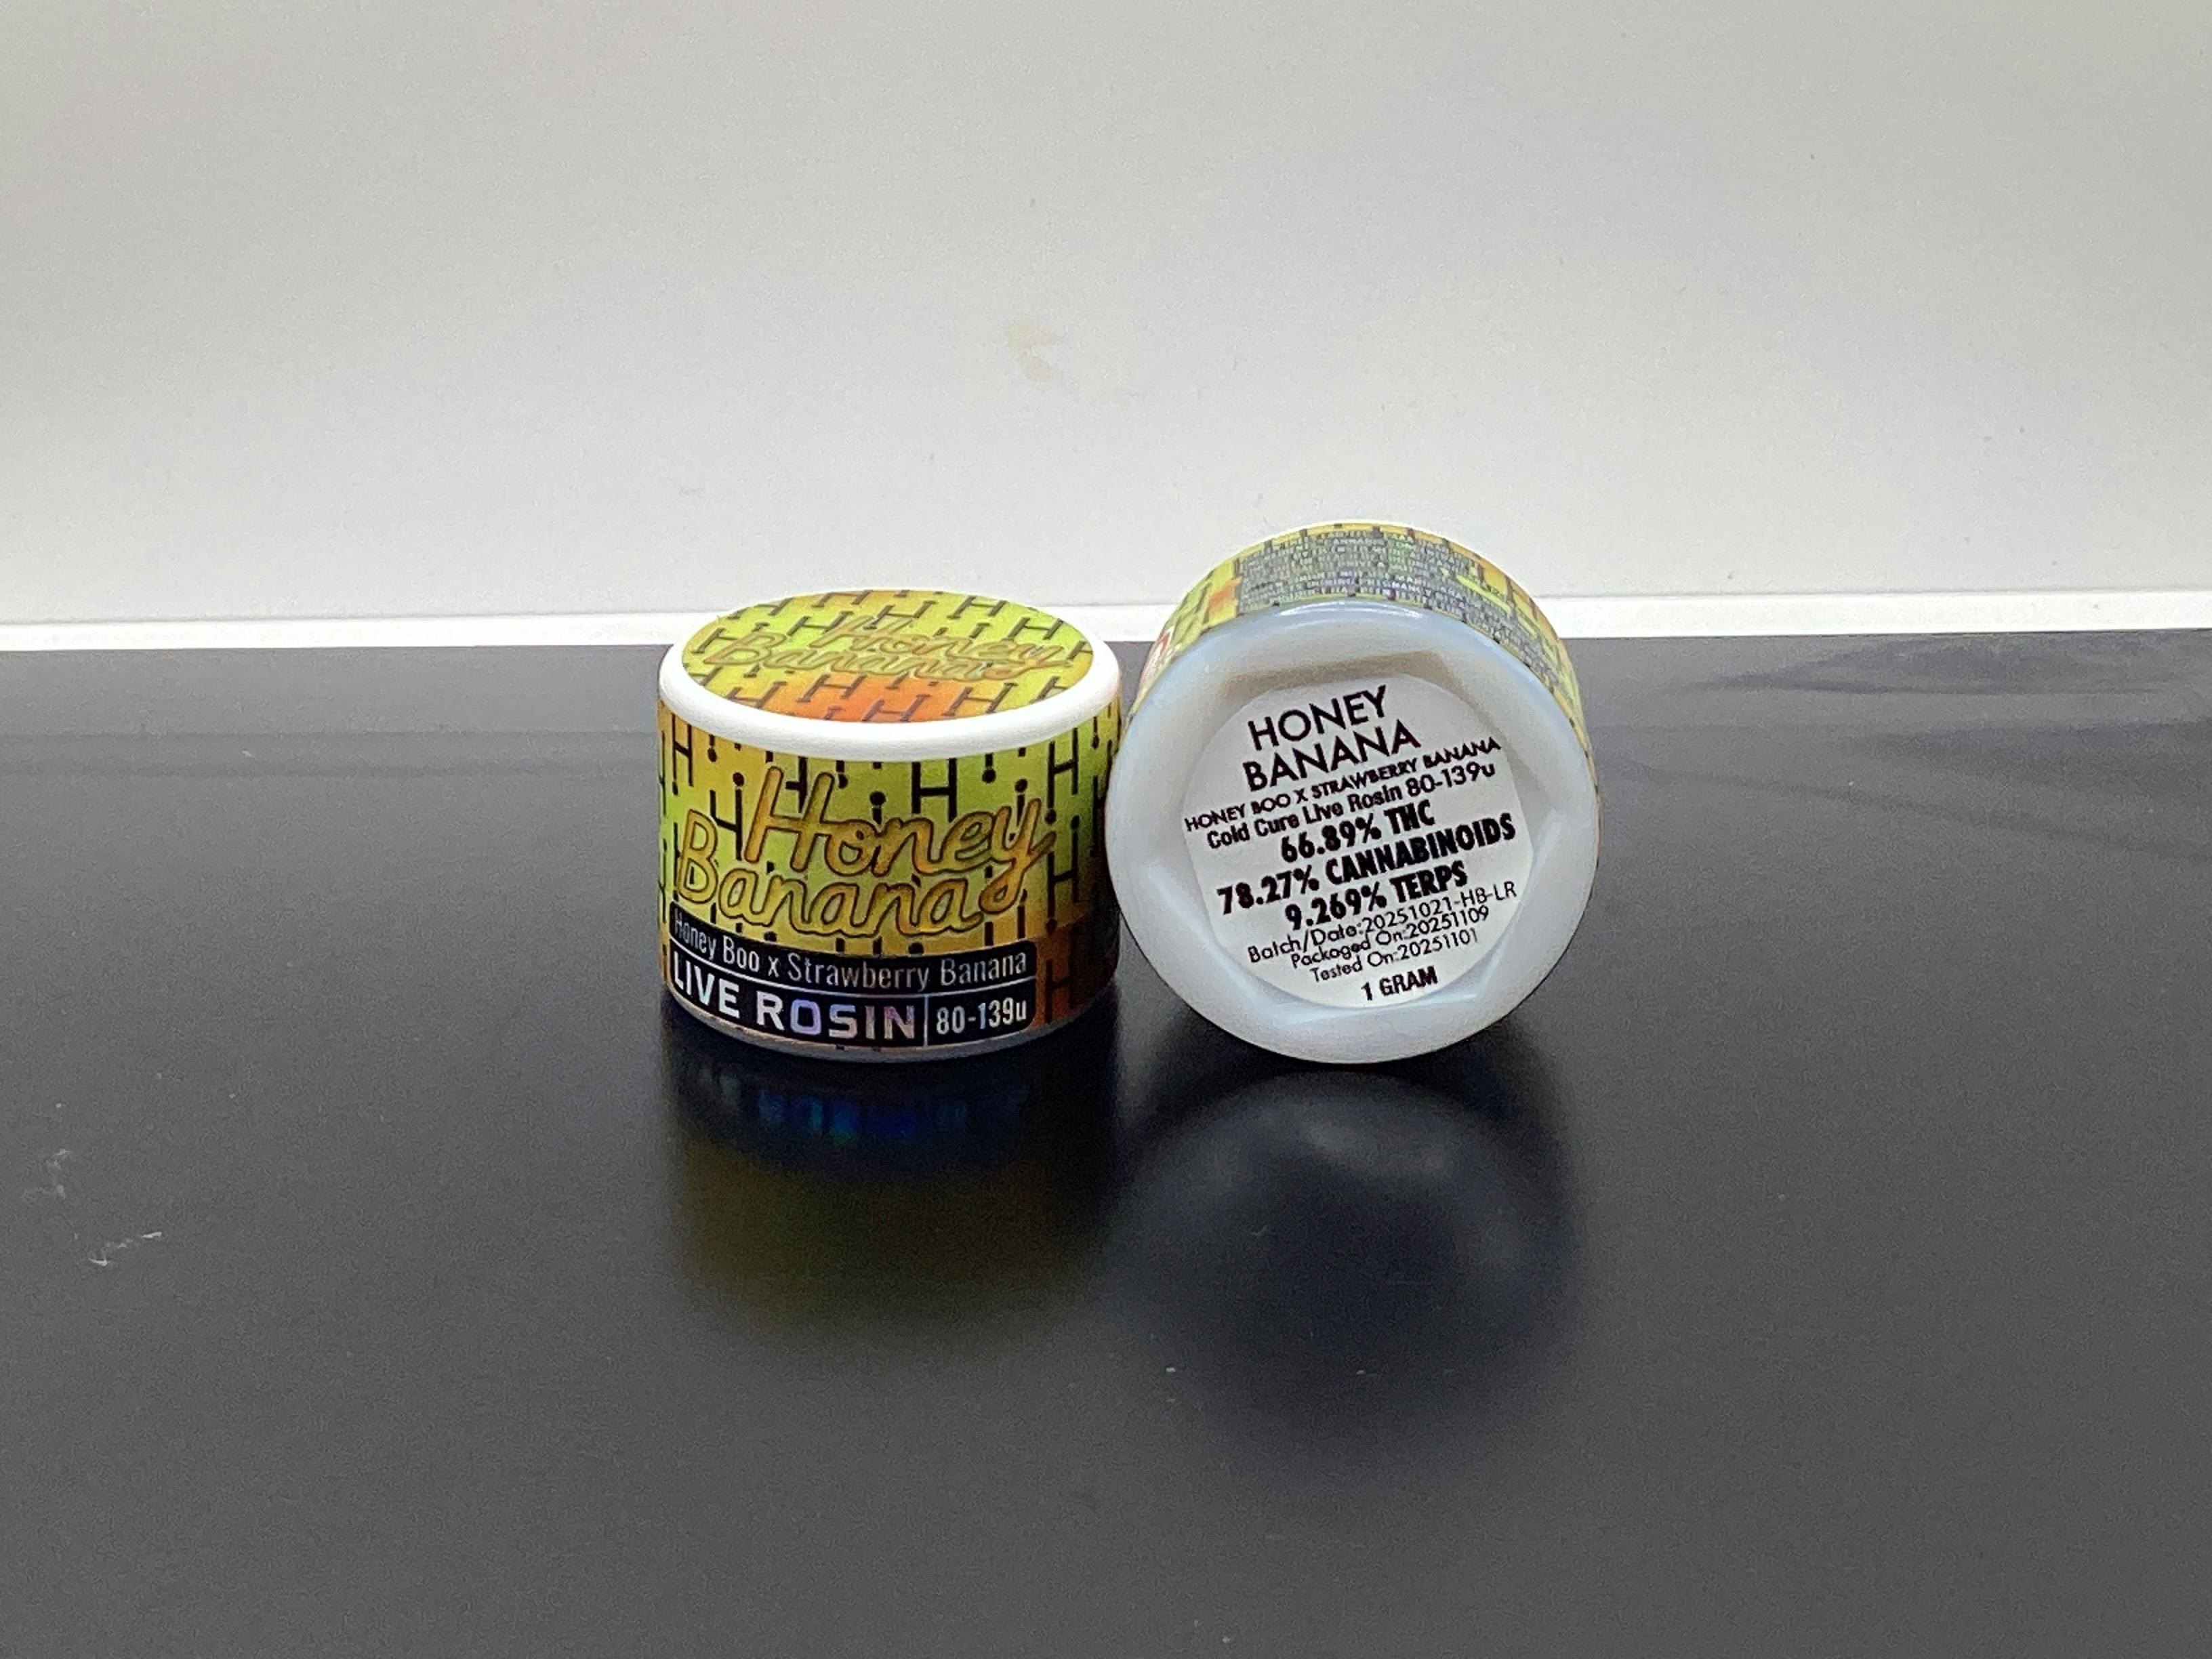 Honey
Banana
Honey
Banana
Honey Boo x Strawberry Banana
LIVE ROSIN
80-139u
HONEY
BANANA
HONEY BOO X STRAWBERRY BANANA
Cold Cure Live Rosin 80-139u
66.89% THC
78.27% CANNABINOIDS
9.269% TERPS
Batch/Date:20251021-HB-LR
Packaged On:20251109
Tested On:20251101
1 GRAM